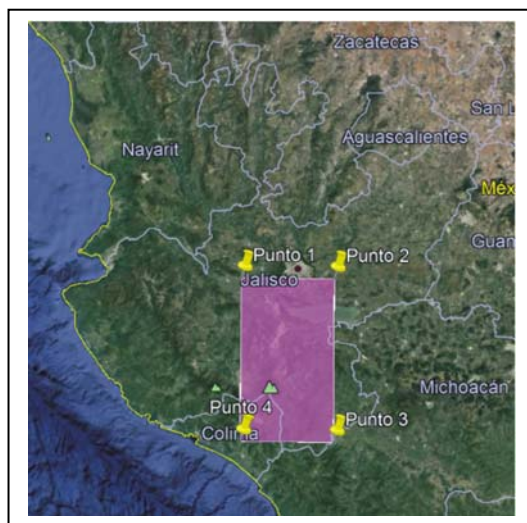 Zacatecas
San L
Aguascalientes
Nayarit
Méx
Guan
Punto 1
Punto 2
Jalisco
Michoacán
Punto 4
Punto 3
Colima